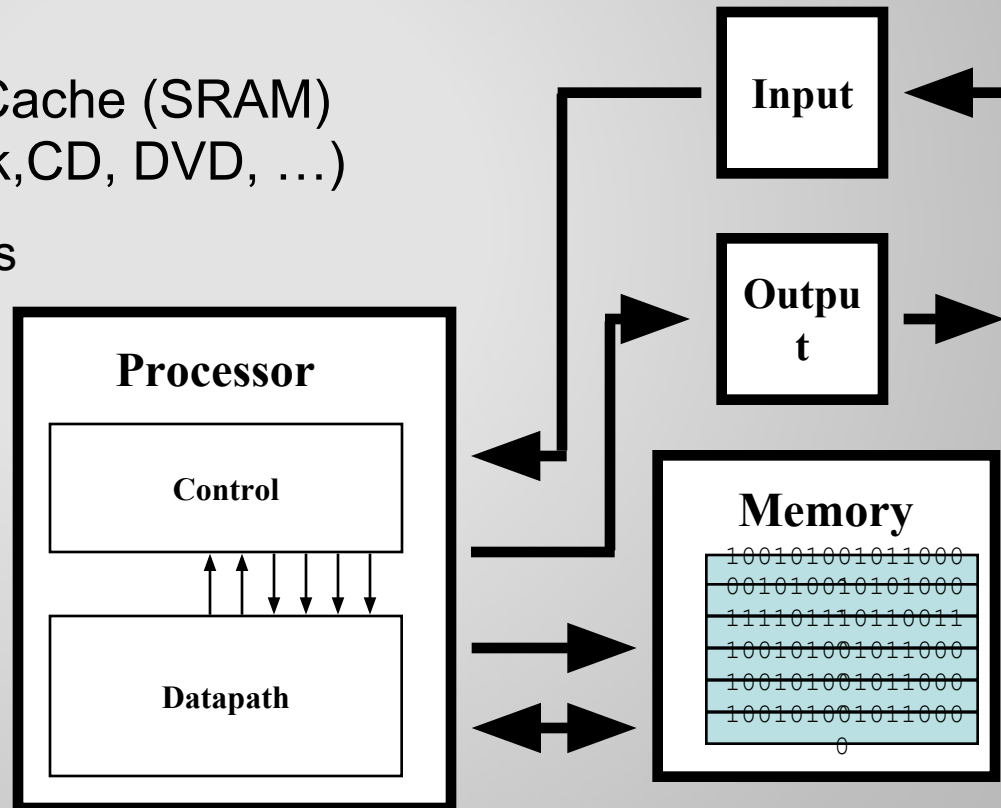 Cache (SRAM)
k,CD, DVD, …)
s
Input
Outpu
t
Processor
Control
Datapath
Memory
100101001011000
001010010101000
111101110110011
100101001011000
100101001011000
100101001011000
0